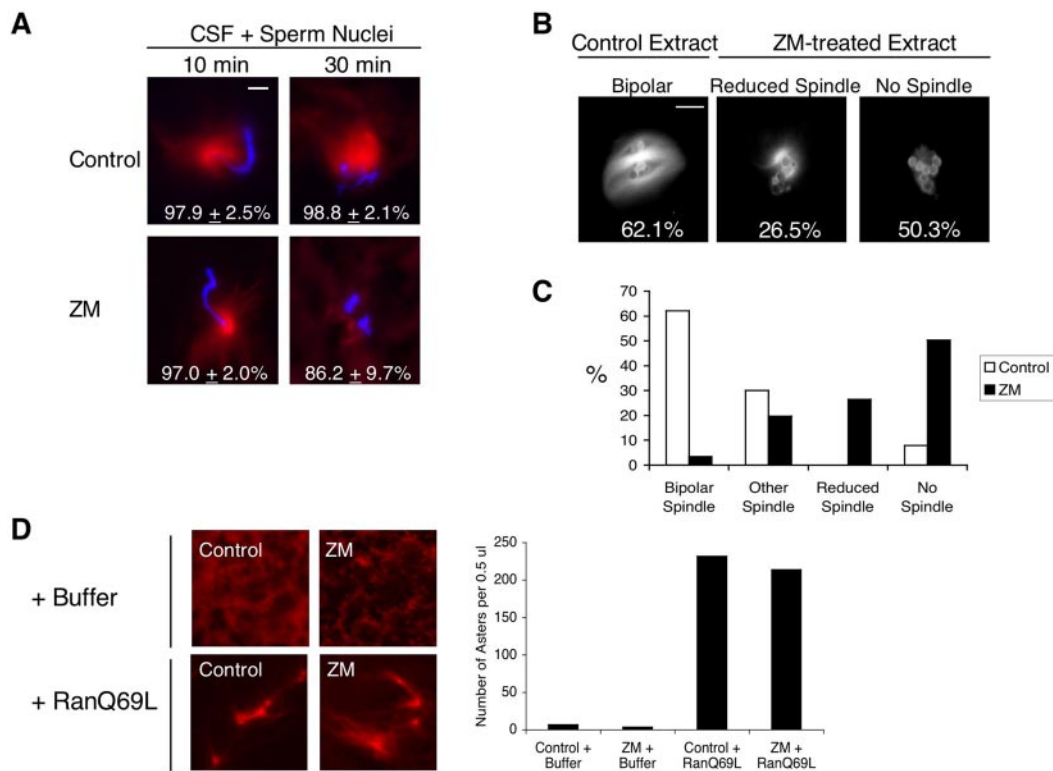 A
CSF + Sperm Nuclei
10 min 30 min
Control
97.9 ± 2.5% 98.8 ± 2.1%
ZM
97.0 ± 2.0% 86.2 ± 9.7%
B
Control Extract ZM-treated Extract
Bipolar Reduced Spindle No Spindle
62.1% 26.5% 50.3%
C
70
60
50
40
30
20
10
0
%
Control
ZM
Bipolar Spindle Other Spindle Reduced Spindle No Spindle
D
+ Buffer
Control ZM
+ RanQ69L
Control ZM
Number of Asters per 0.5 ul
250
200
150
100
50
0
Control + Buffer ZM + Buffer Control + RanQ69L ZM + RanQ69L